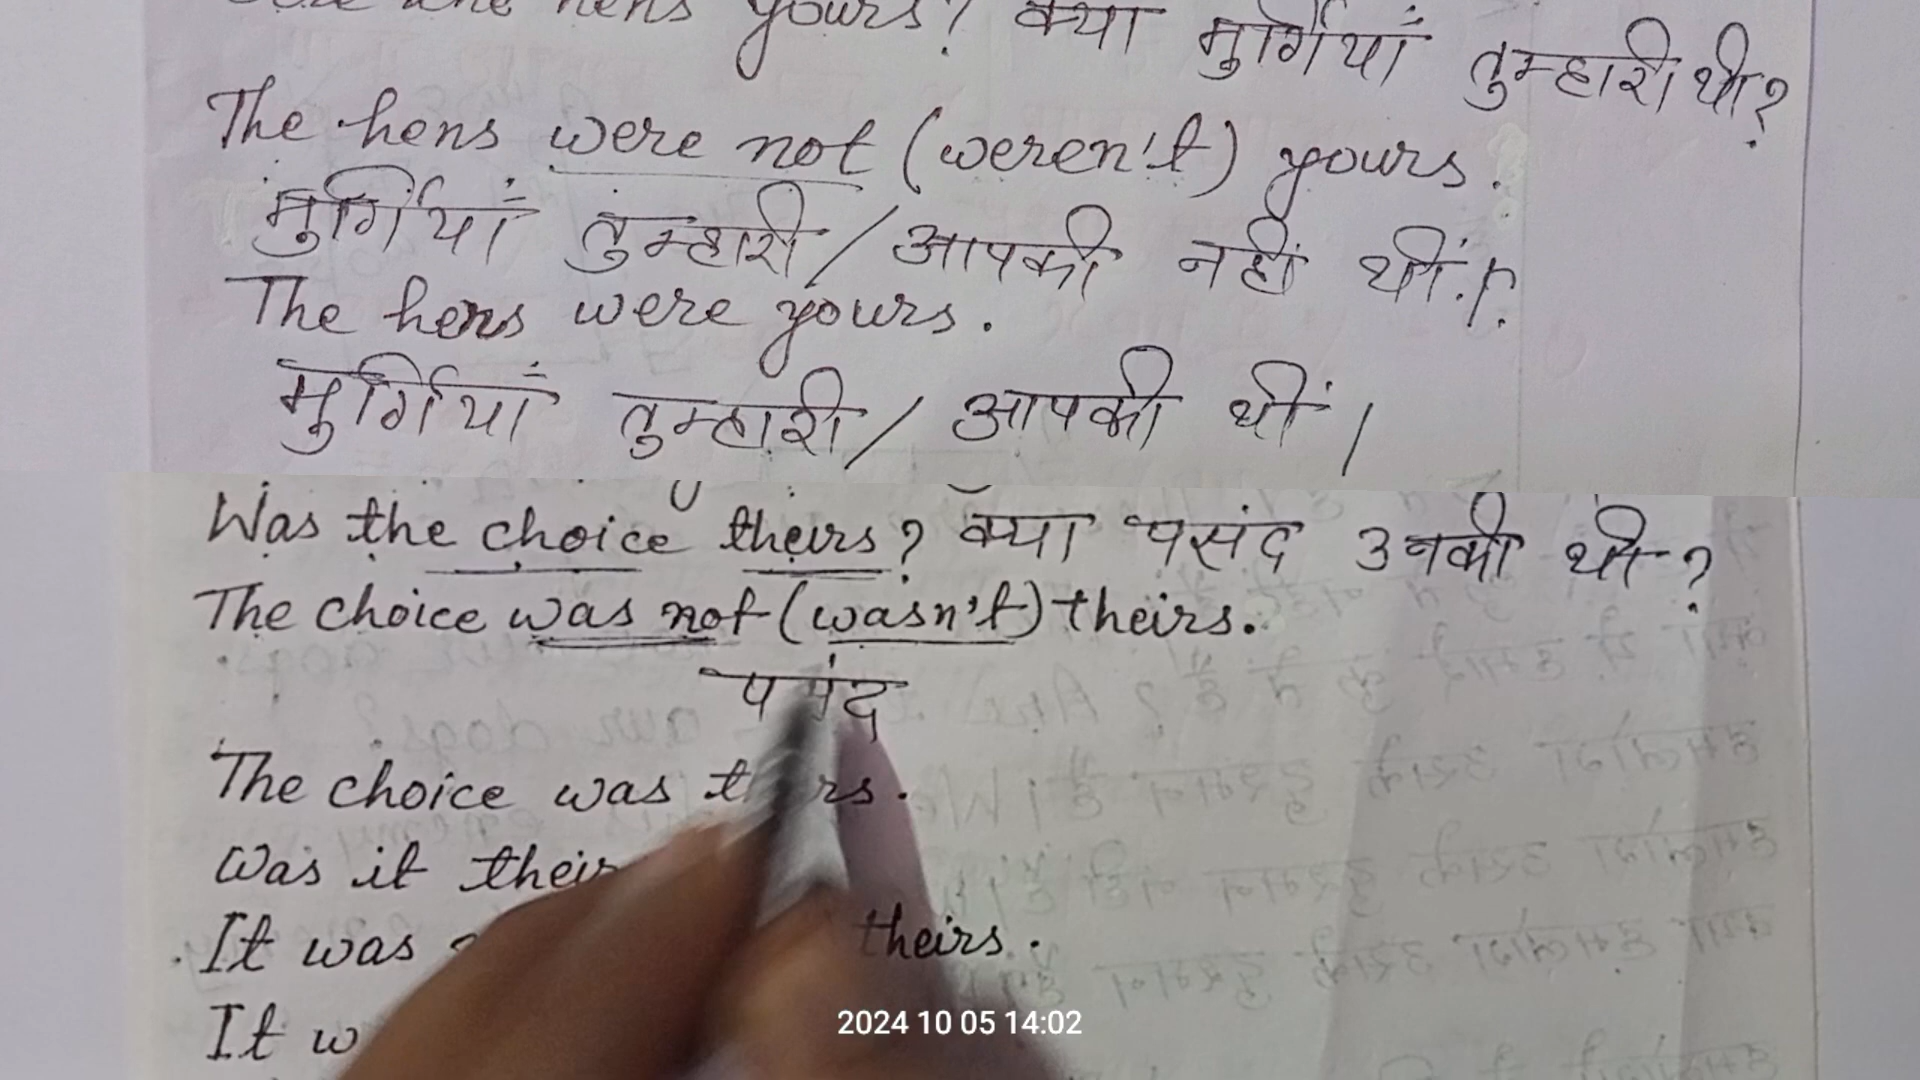 hens yours? क्या मुर्गियाँ तुम्हारी थी?
The hens were not (weren't) yours.
मुर्गियाँ तुम्हारी / आपकी नहीं थीं।
The hens were yours.
मुर्गियाँ तुम्हारी / आपकी थीं।
Was the choice theirs? क्या पसंद उनकी थी?
The choice was not (wasn't) theirs.
पसंद
The choice was
Was it
It was theirs.
It
2024 10 05 14:02